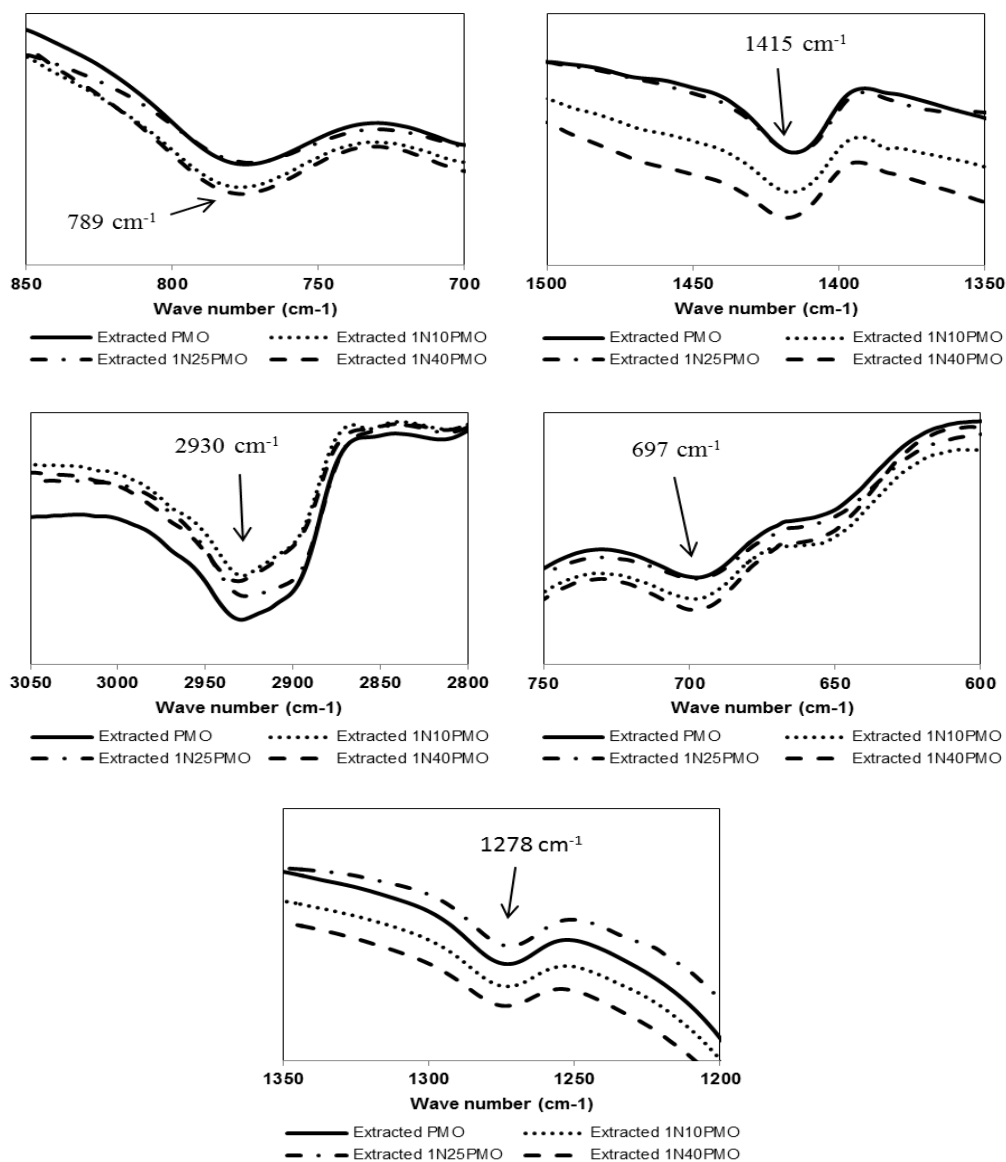 789 cm-1
850 800 750 700
Wave number (cm-1)
Extracted PMO Extracted 1N10PMO
Extracted 1N25PMO Extracted 1N40PMO
1415 cm-1
1500 1450 1400 1350
Wave number (cm-1)
Extracted PMO Extracted 1N10PMO
Extracted 1N25PMO Extracted 1N40PMO
2930 cm-1
3050 3000 2950 2900 2850 2800
Wave number (cm-1)
Extracted PMO Extracted 1N10PMO
Extracted 1N25PMO Extracted 1N40PMO
697 cm-1
750 700 650 600
Wave number (cm-1)
Extracted PMO Extracted 1N10PMO
Extracted 1N25PMO Extracted 1N40PMO
1278 cm-1
1350 1300 1250 1200
Wave number (cm-1)
Extracted PMO Extracted 1N10PMO
Extracted 1N25PMO Extracted 1N40PMO